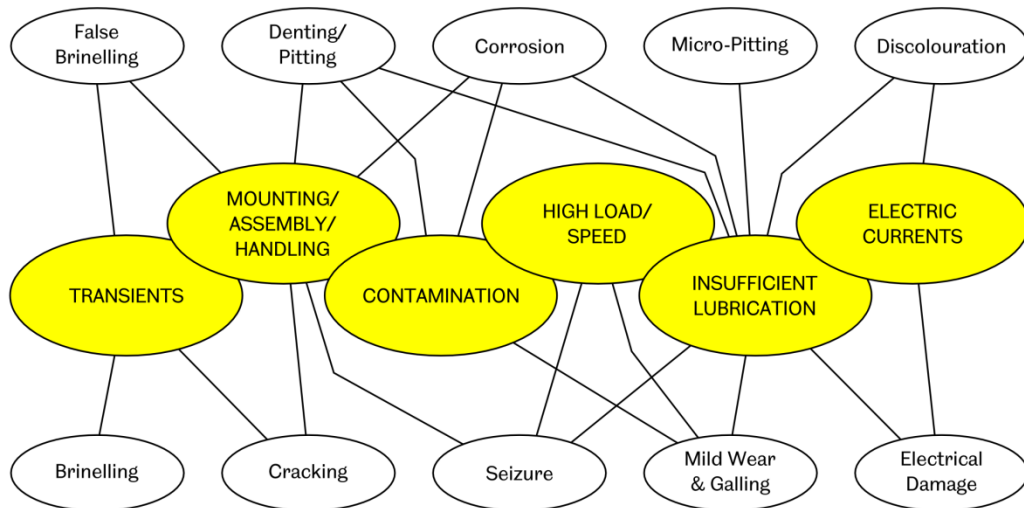 False
Brinelling
Denting/
Pitting
Corrosion
Micro-Pitting
Discolouration
MOUNTING/
ASSEMBLY/
HANDLING
HIGH LOAD/
SPEED
ELECTRIC
CURRENTS
TRANSIENTS
CONTAMINATION
INSUFFICIENT
LUBRICATION
Brinelling
Cracking
Seizure
Mild Wear
& Galling
Electrical
Damage